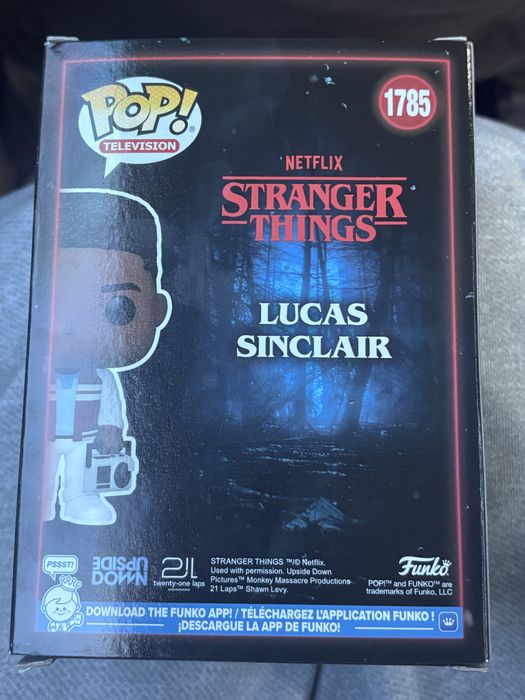 POP!®
TELEVISION
1785
NETFLIX
STRANGER
THINGS
LUCAS
SINCLAIR
PSSST!
UPSIDE
DOWN
21L
twenty-one laps
entertainment
STRANGER THINGS ™/© Netflix.
Used with permission. Upside Down
Pictures™ Monkey Massacre Productions
21 Laps™ Shawn Levy.
Funko
POP!™ and FUNKO™ are
trademarks of Funko, LLC
DOWNLOAD THE FUNKO APP! / TÉLÉCHARGEZ L'APPLICATION FUNKO !
¡DESCARGUE LA APP DE FUNKO!